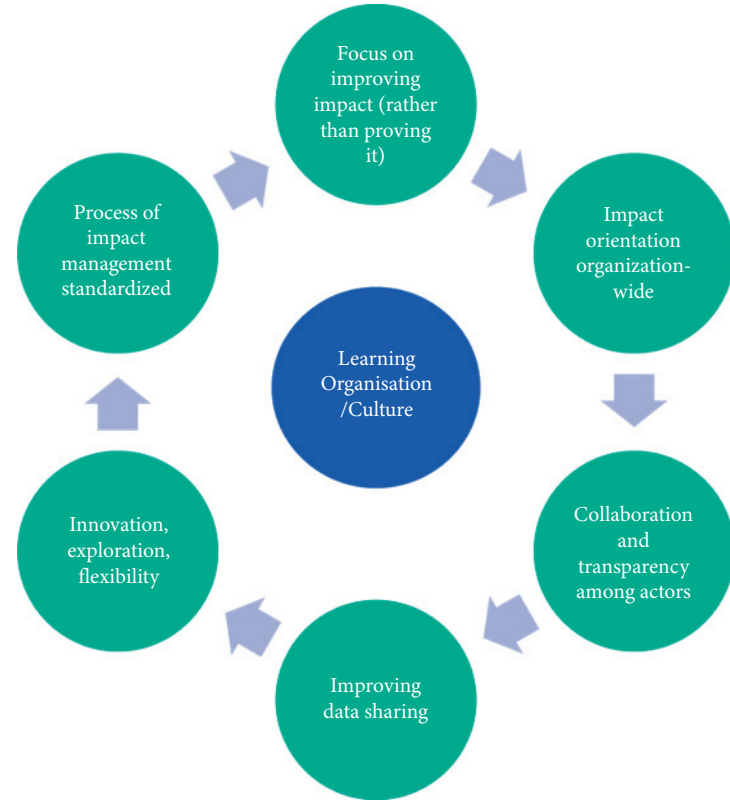 Focus on
improving
impact (rather
than proving
it)
Impact
orientation
organization-
wide
Collaboration
and
transparency
among actors
Improving
data sharing
Innovation,
exploration,
flexibility
Process of
impact
management
standardized
Learning
Organisation
/Culture